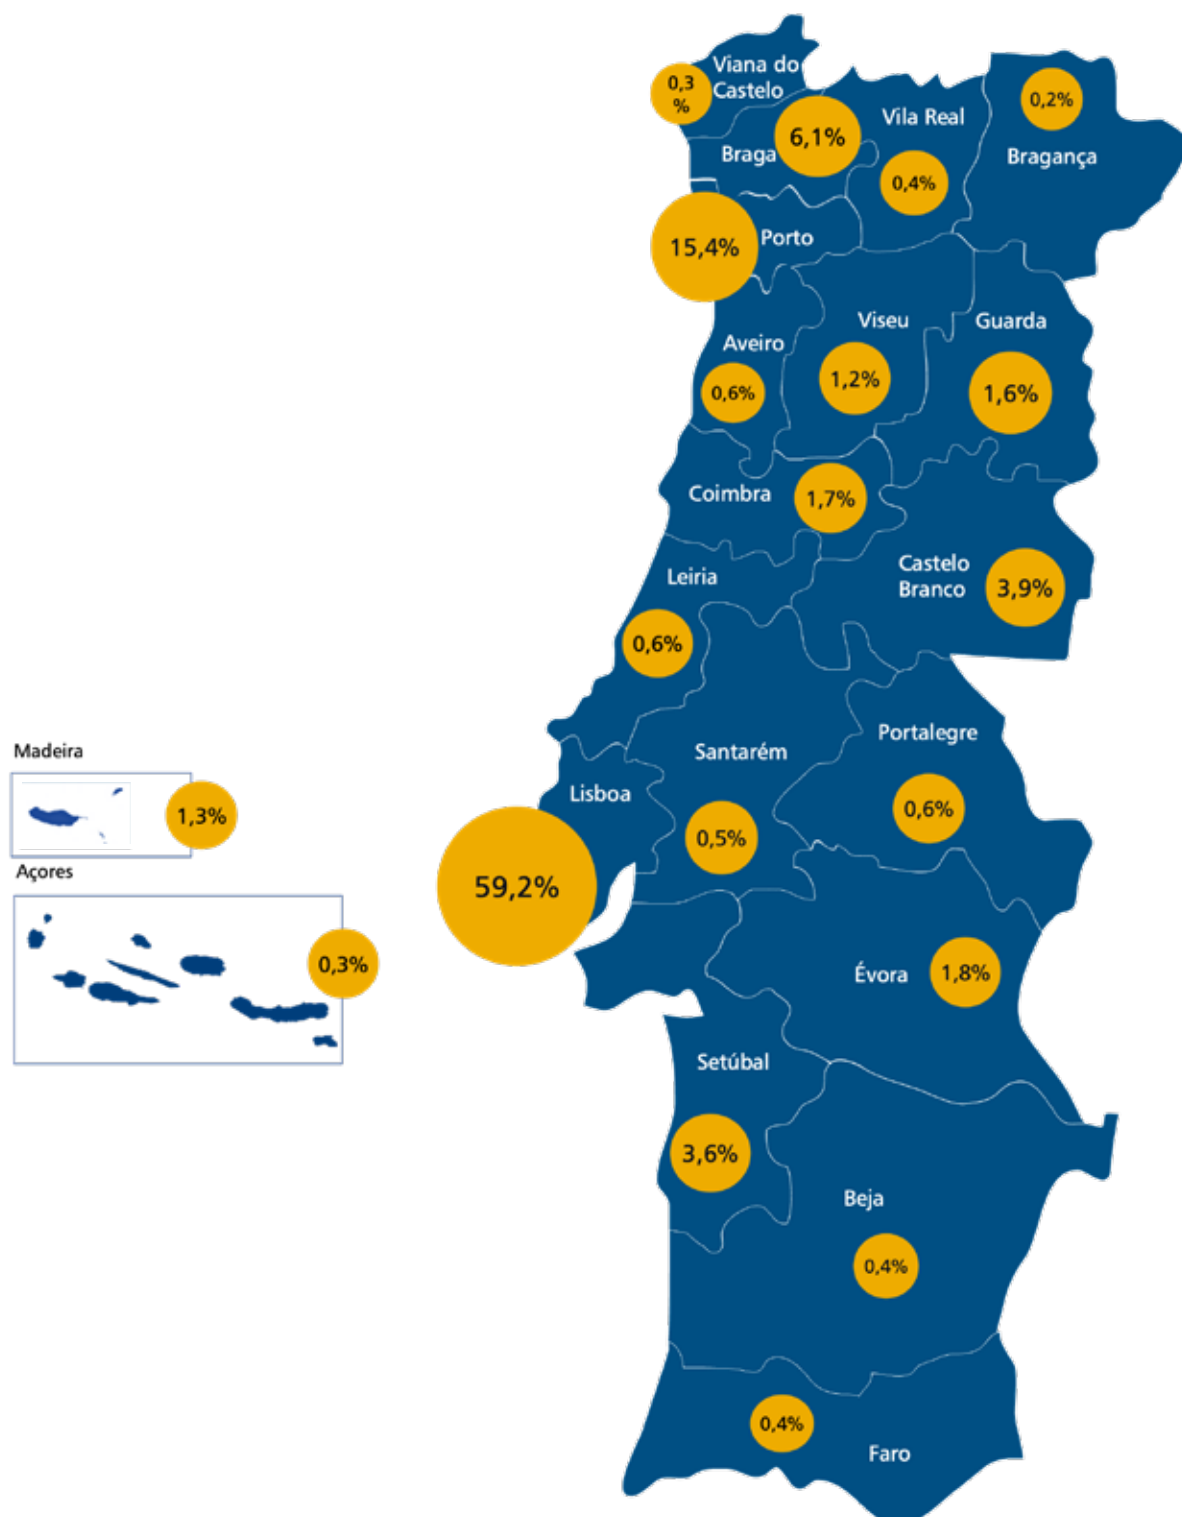 Viana do
Castelo
0,3
%
Braga
6,1%
Vila Real
0,4%
0,2%
Bragança
15,4%
Porto
Aveiro
0,6%
Viseu
1,2%
Guarda
1,6%
Coimbra
1,7%
Leiria
0,6%
Castelo
Branco
3,9%
Madeira
1,3%
Açores
0,3%
Lisboa
59,2%
Santarém
0,5%
Portalegre
0,6%
Évora
1,8%
Setúbal
3,6%
Beja
0,4%
0,4%
Faro